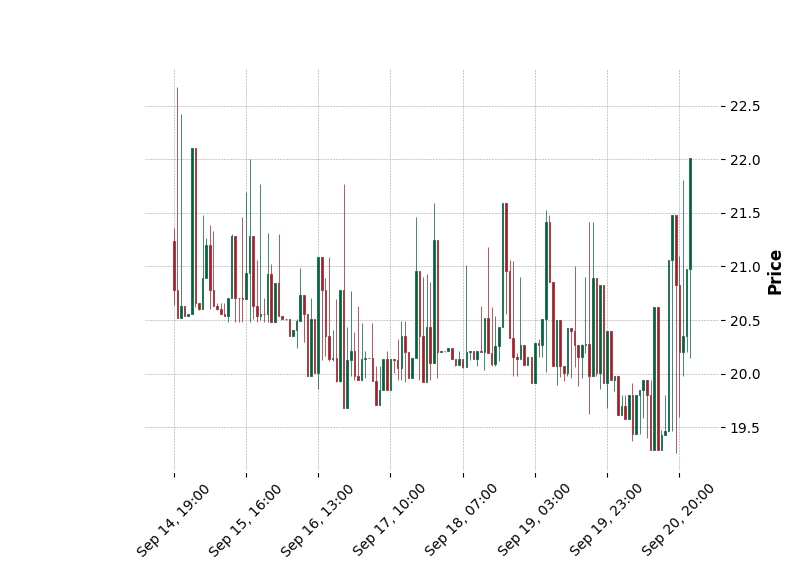 22.5
22.0
21.5
21.0
20.5
20.0
19.5
Price
Sep 14, 19:00
Sep 15, 16:00
Sep 16, 13:00
Sep 17, 10:00
Sep 18, 07:00
Sep 19, 03:00
Sep 19, 23:00
Sep 20, 20:00